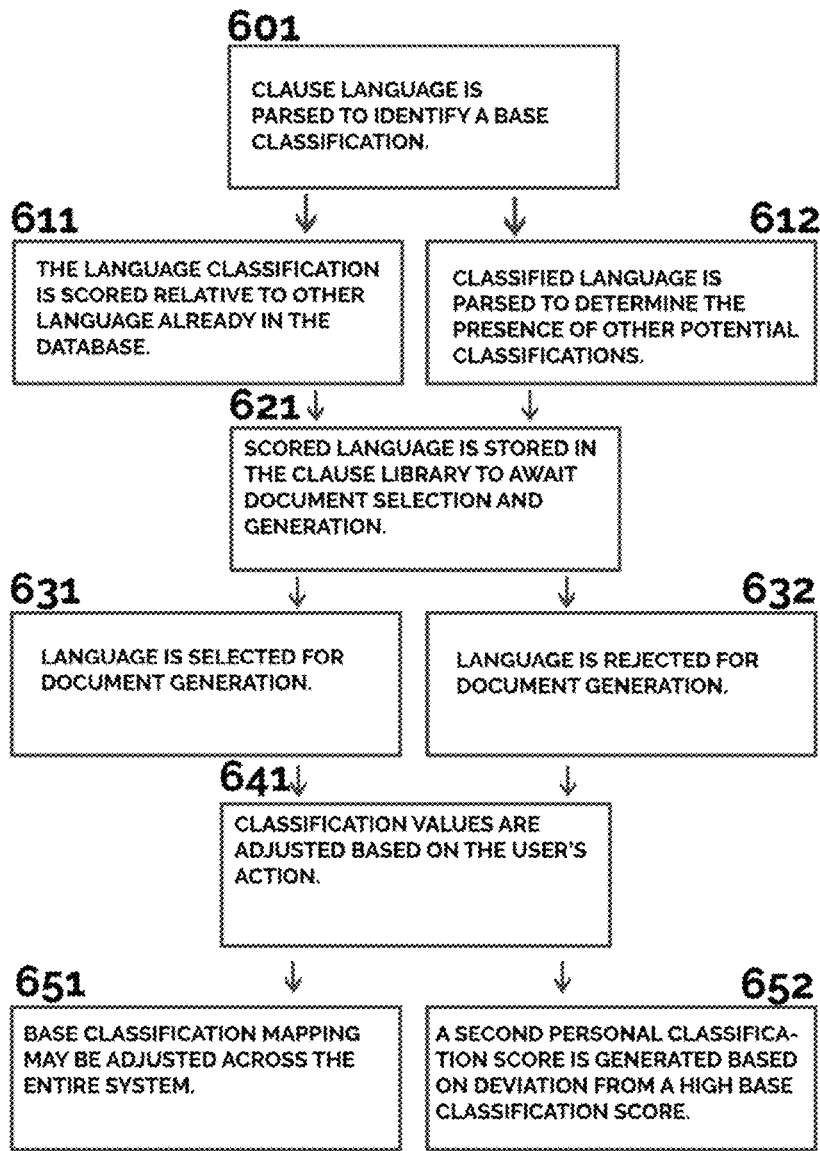 601
CLAUSE LANGUAGE IS
PARSED TO IDENTIFY A BASE
CLASSIFICATION.
611
THE LANGUAGE CLASSIFICATION
IS SCORED RELATIVE TO OTHER
LANGUAGE ALREADY IN THE
DATABASE.
612
CLASSIFIED LANGUAGE IS
PARSED TO DETERMINE THE
PRESENCE OF OTHER POTENTIAL
CLASSIFICATIONS.
621
SCORED LANGUAGE IS STORED IN
THE CLAUSE LIBRARY TO AWAIT
DOCUMENT SELECTION AND
GENERATION.
631
LANGUAGE IS SELECTED FOR
DOCUMENT GENERATION.
632
LANGUAGE IS REJECTED FOR
DOCUMENT GENERATION.
641
CLASSIFICATION VALUES ARE
ADJUSTED BASED ON THE USER'S
ACTION.
651
BASE CLASSIFICATION MAPPING
MAY BE ADJUSTED ACROSS THE
ENTIRE SYSTEM.
652
A SECOND PERSONAL CLASSIFICA-
TION SCORE IS GENERATED BASED
ON DEVIATION FROM A HIGH BASE
CLASSIFICATION SCORE.